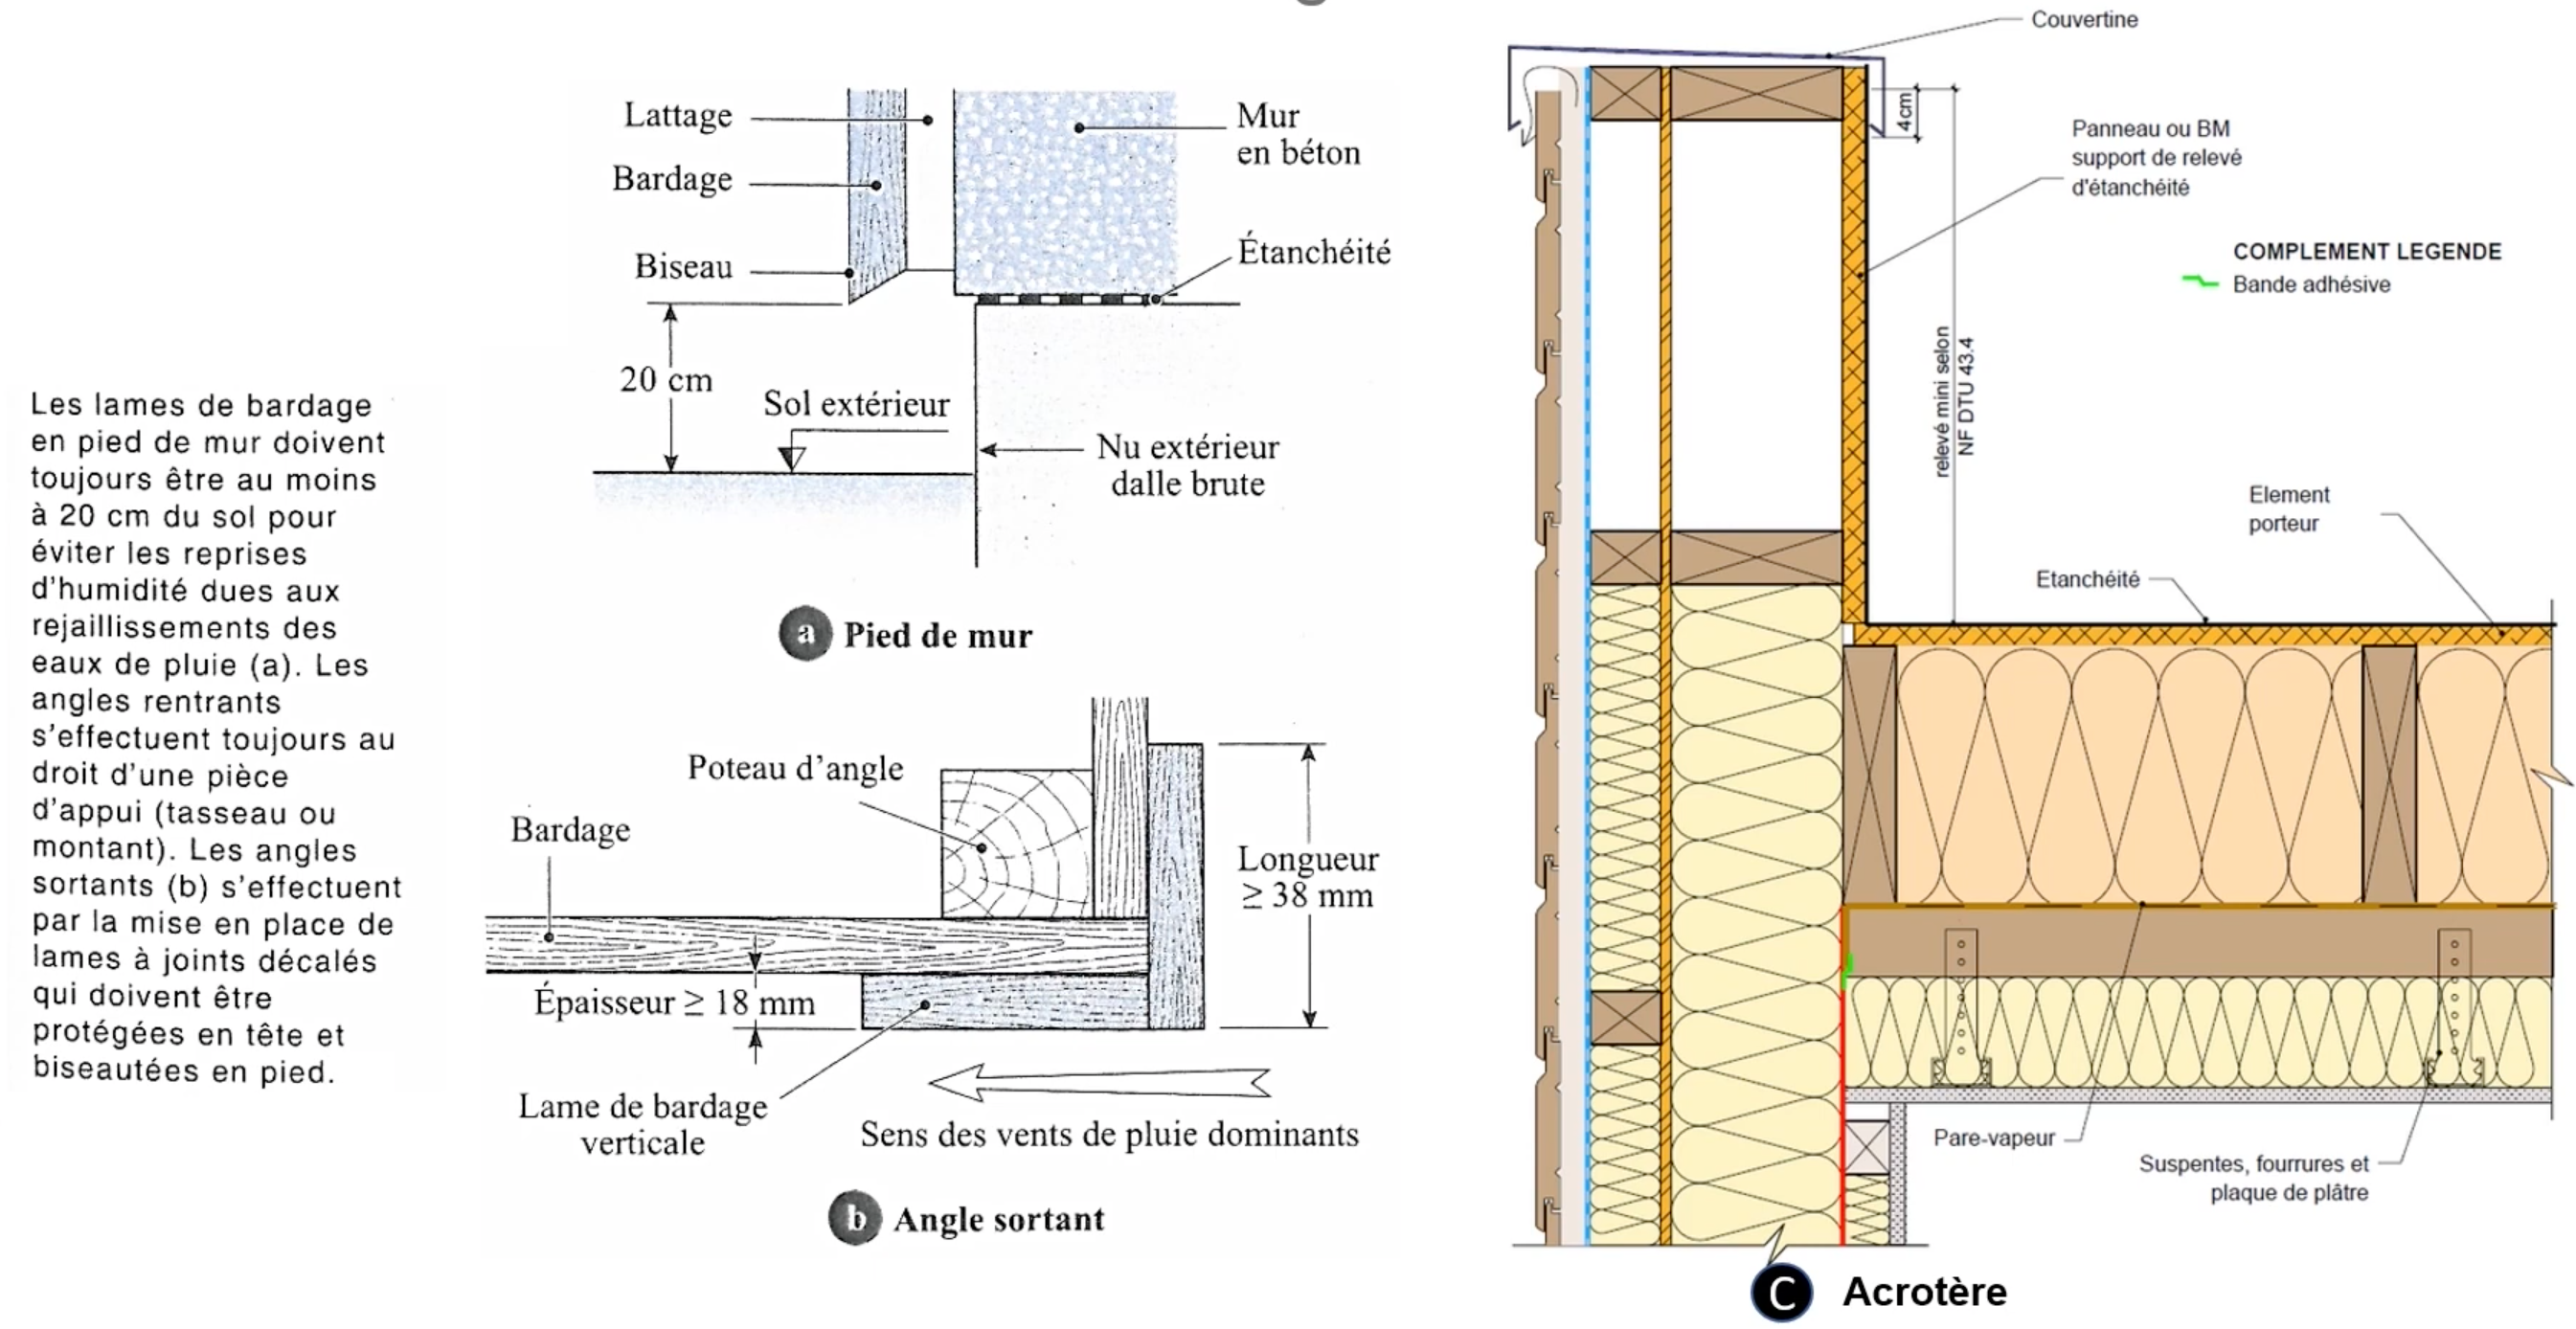 Les lames de bardage
en pied de mur doivent
toujours être au moins
à 20 cm du sol pour
éviter les reprises
d'humidité dues aux
rejaillissements des
eaux de pluie (a). Les
angles rentrants
s'effectuent toujours au
droit d'une pièce
d'appui (tasseau ou
montant). Les angles
sortants (b) s'effectuent
par la mise en place de
lames à joints décalés
qui doivent être
protégées en tête et
biseautées en pied.
Lattage
Bardage
Biseau
Mur
en béton
Étanchéité
20 cm
Sol extérieur
Nu extérieur
dalle brute
a Pied de mur
Poteau d'angle
Bardage
Longueur
≥ 38 mm
Épaisseur ≥ 18 mm
Lame de bardage
verticale
Sens des vents de pluie dominants
b Angle sortant
Couvertine
4cm
Panneau ou BM
support de relevé
d'étanchéité
COMPLEMENT LEGENDE
Bande adhésive
relevé mini selon
NF DTU 43.4
Element
porteur
Etanchéité
Pare-vapeur
Suspentes, fourrures et
plaque de plâtre
C Acrotère